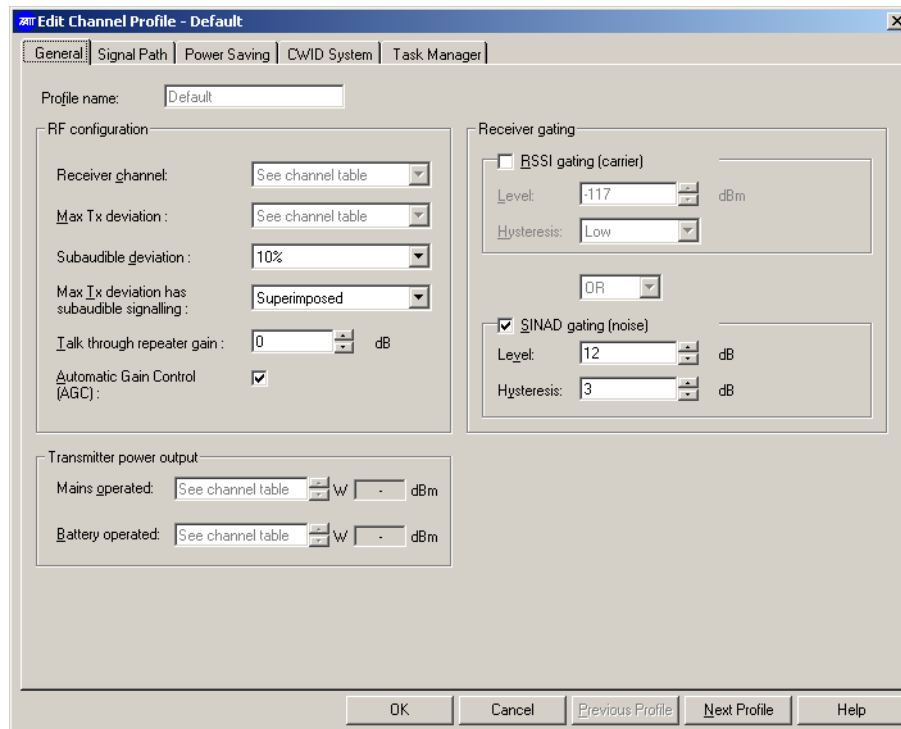 TAIT Edit Channel Profile - Default
General Signal Path Power Saving CWID System Task Manager
Profile name: Default
RF configuration
Receiver channel: See channel table
Max Tx deviation : See channel table
Subaudible deviation : 10%
Max Tx deviation has
subaudible signalling : Superimposed
Talk through repeater gain : 0 dB
Automatic Gain Control
(AGC) :
Receiver gating
RSSI gating (carrier)
Level: -117 dBm
Hysteresis: Low
OR
SINAD gating (noise)
Level: 12 dB
Hysteresis: 3 dB
Transmitter power output
Mains operated: See channel table W - dBm
Battery operated: See channel table W - dBm
OK Cancel Previous Profile Next Profile Help